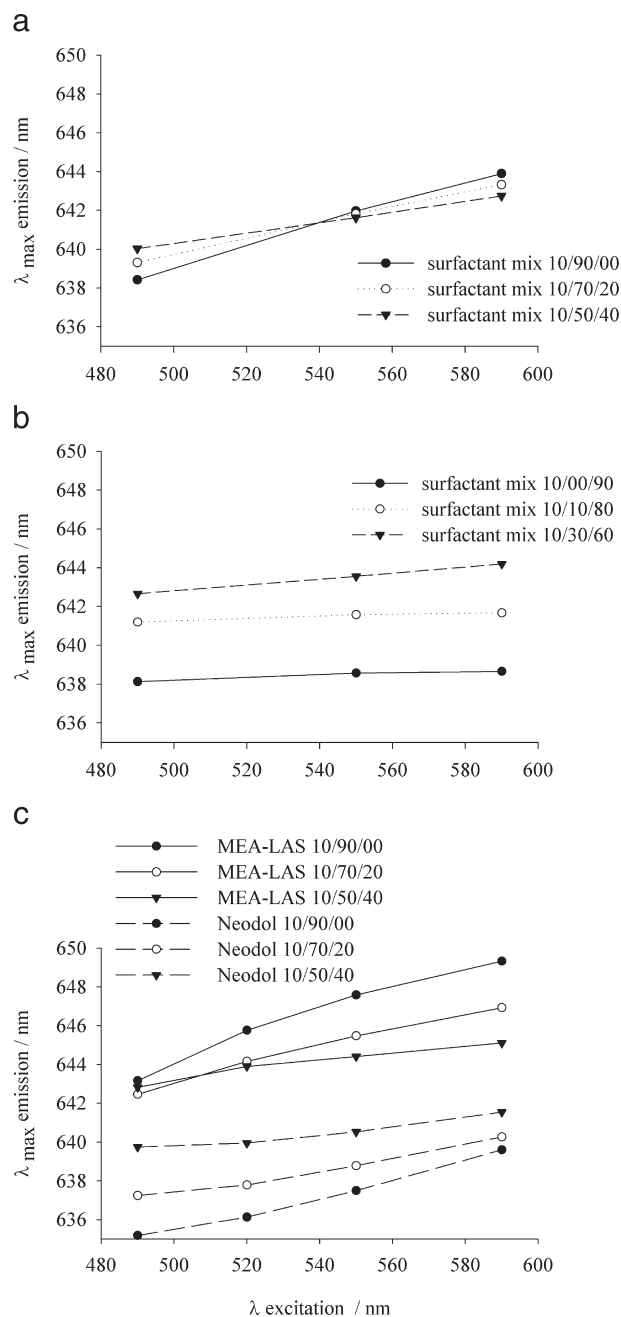 a
650
648
646
644
642
640
638
636
λ max emission / nm
surfactant mix 10/90/00
surfactant mix 10/70/20
surfactant mix 10/50/40
480 500 520 540 560 580 600
b
650
648
646
644
642
640
638
636
λ max emission / nm
surfactant mix 10/00/90
surfactant mix 10/10/80
surfactant mix 10/30/60
480 500 520 540 560 580 600
c
MEA-LAS 10/90/00
MEA-LAS 10/70/20
MEA-LAS 10/50/40
Neodol 10/90/00
Neodol 10/70/20
Neodol 10/50/40
650
648
646
644
642
640
638
636
λ max emission / nm
480 500 520 540 560 580 600
λ excitation / nm